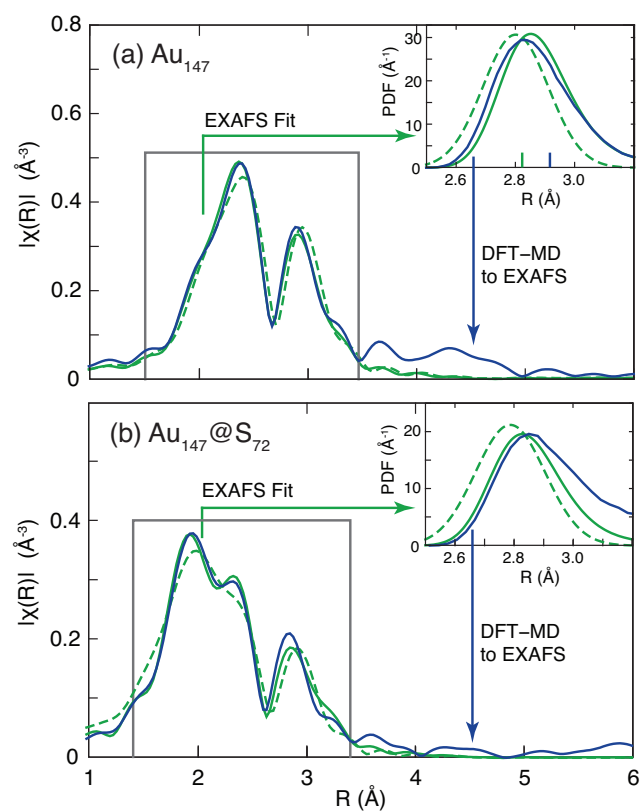 0.8
(a) Au147
0.6
EXAFS Fit
0.4
|χ(R)| (Å-3)
0.2
0
30
20
10
0
PDF (Å-1)
2.6 2.8 3.0
R (Å)
DFT–MD
to EXAFS
(b) Au147@S72
EXAFS Fit
0.4
|χ(R)| (Å-3)
0.2
0
20
10
0
PDF (Å-1)
2.6 2.8 3.0
R (Å)
DFT–MD
to EXAFS
1 2 3 4 5 6
R (Å)